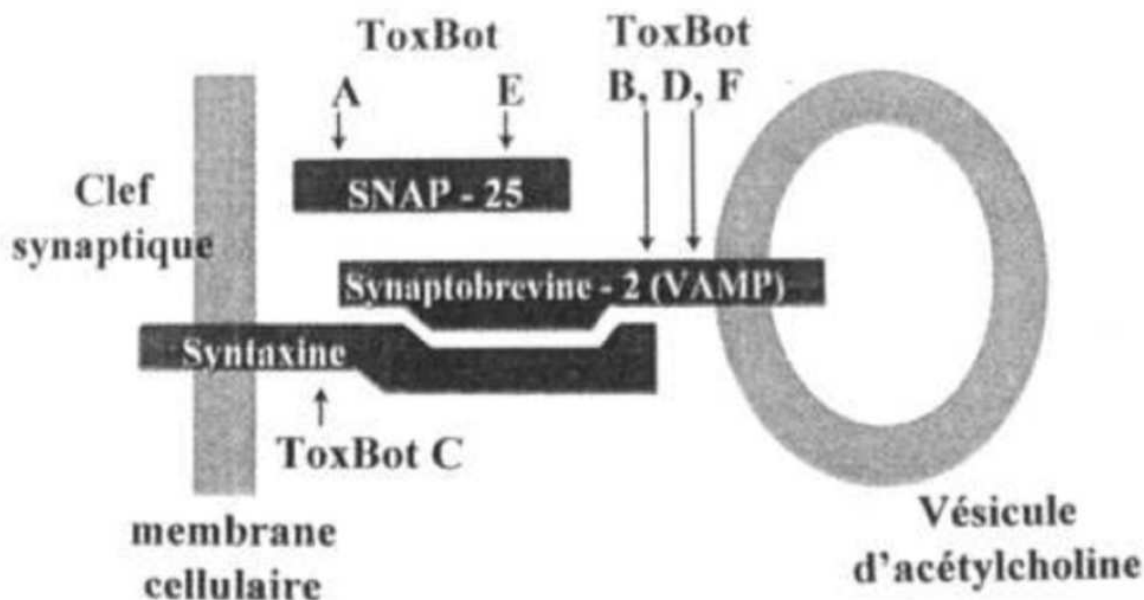 ToxBot
ToxBot
A
E
B, D, F
SNAP - 25
Clef
synaptique
Synaptobrevine - 2 (VAMP)
Syntaxine
ToxBot C
membrane
cellulaire
Vésicule
d'acétylcholine